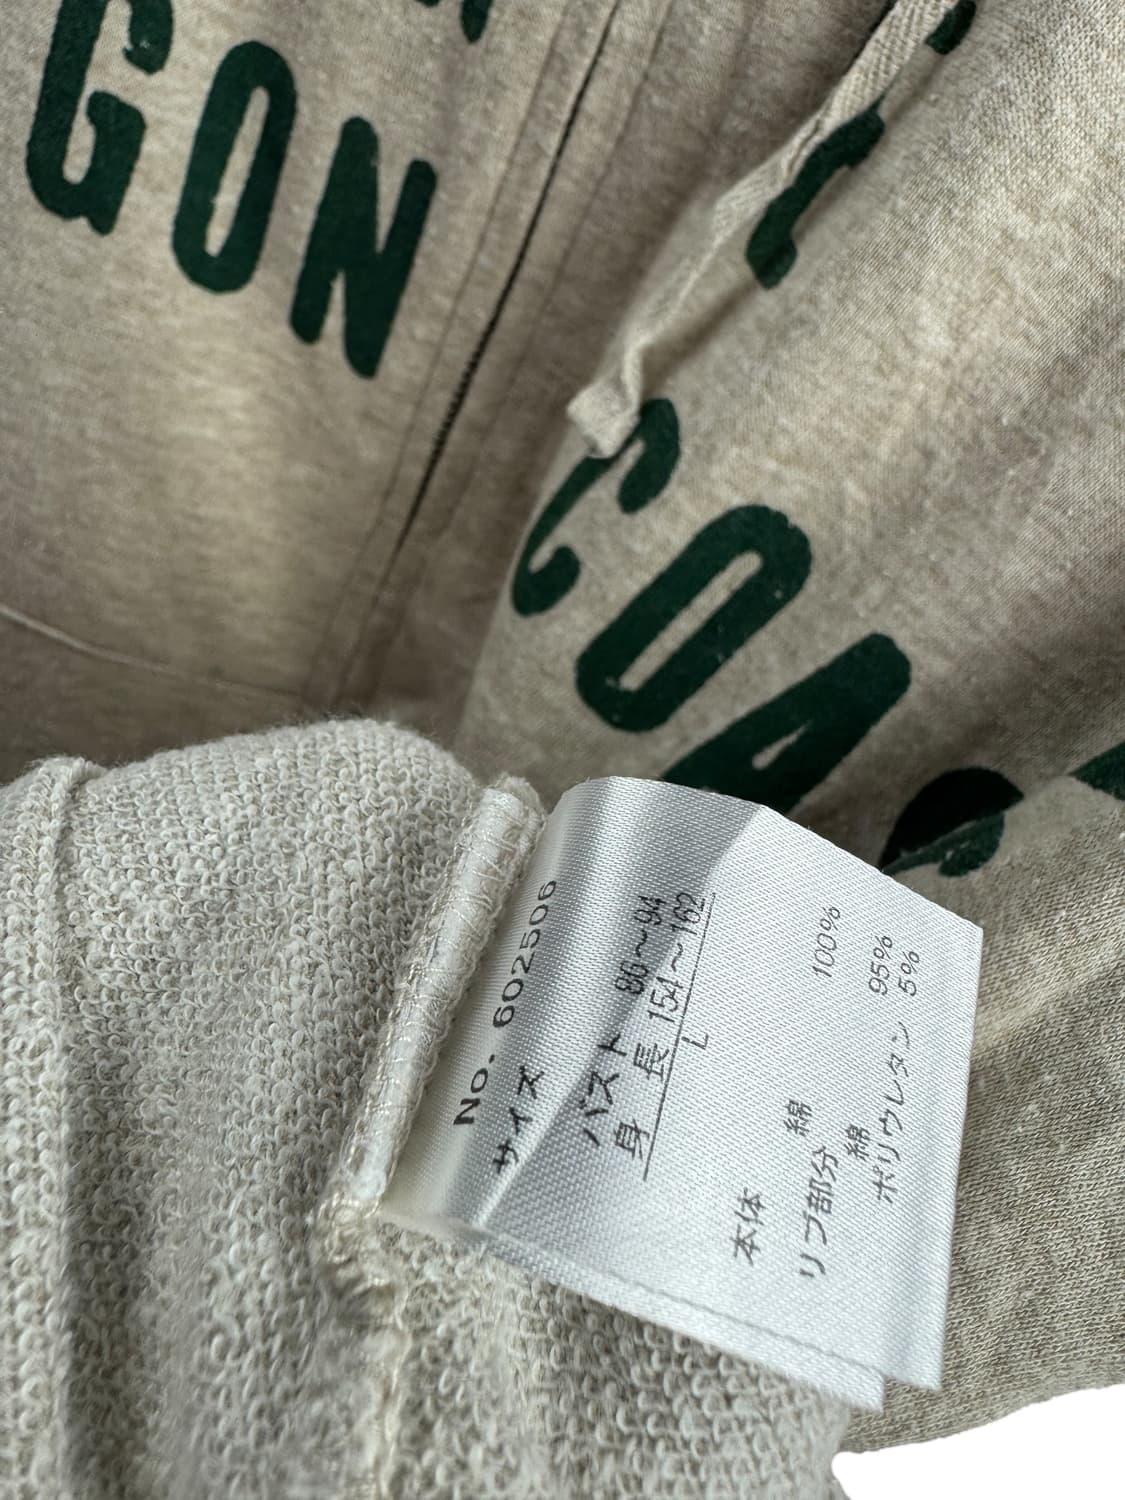 GON
COA
No. 602506
サイズ
バスト 86~94
身 長 154~162
L
本体
綿 100%
リブ部分
綿 95%
ポリウレタン 5%